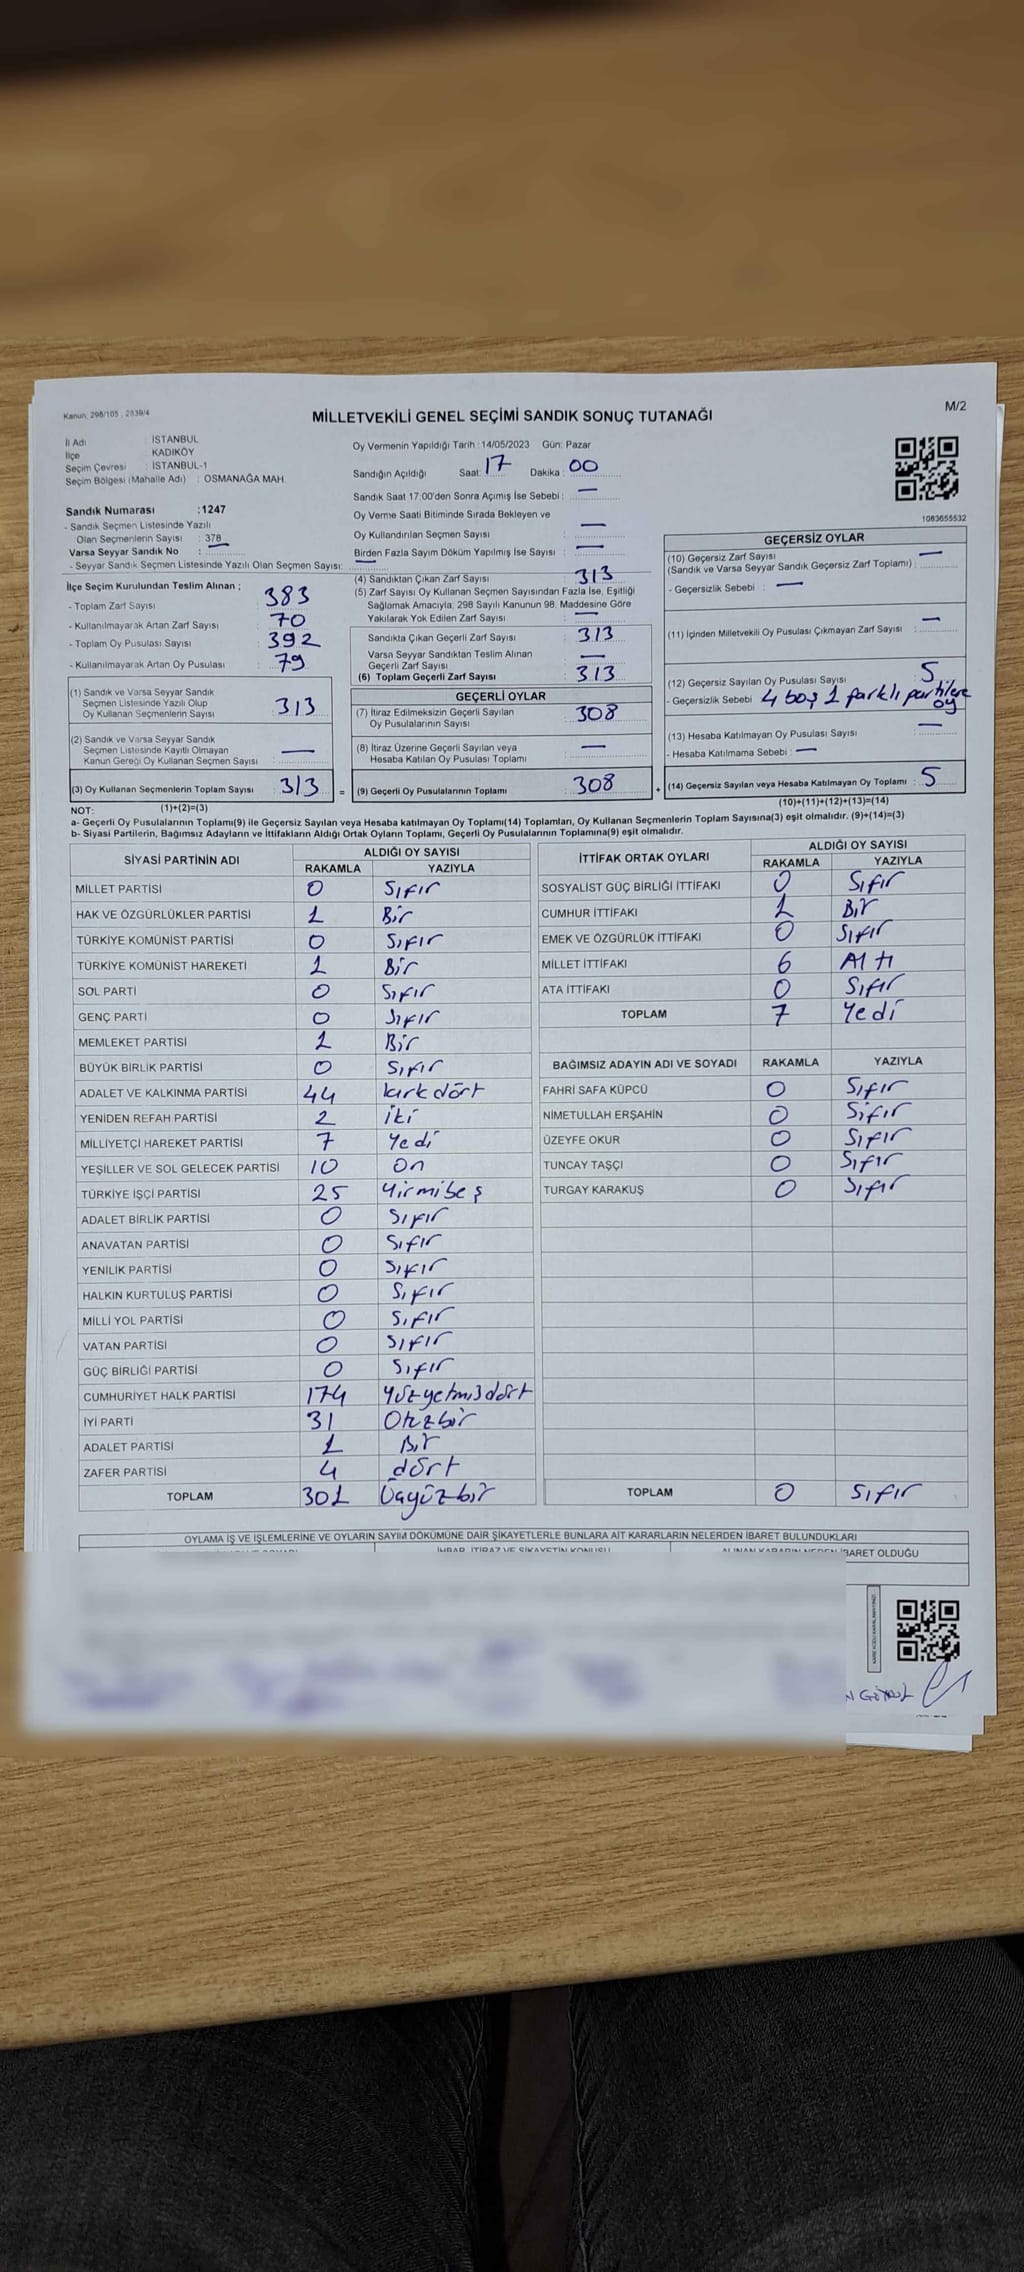 Kanun: 298/105 , 2839/4
M/2
MİLLETVEKİLİ GENEL SEÇİMİ SANDIK SONUÇ TUTANAĞI
İl Adı : İSTANBUL
İlçe : KADIKÖY
Seçim Çevresi : İSTANBUL-1
Seçim Bölgesi (Mahalle Adı) : OSMANAĞA MAH.
Sandık Numarası :1247
- Sandık Seçmen Listesinde Yazılı
Olan Seçmenlerin Sayısı : 378
Varsa Seyyar Sandık No : —
- Seyyar Sandık Seçmen Listesinde Yazılı Olan Seçmen Sayısı: —
Oy Vermenin Yapıldığı Tarih :14/05/2023 Gün: Pazar
Sandığın Açıldığı Saat: 17 Dakika : 00
Sandık Saat 17:00'den Sonra Açımış İse Sebebi : —
Oy Verme Saati Bitiminde Sırada Bekleyen ve
Oy Kullandırılan Seçmen Sayısı : —
Birden Fazla Sayım Döküm Yapılmış İse Sayısı : —
1083655532
İlçe Seçim Kurulundan Teslim Alınan ;
- Toplam Zarf Sayısı : 383
- Kullanılmayarak Artan Zarf Sayısı : 70
- Toplam Oy Pusulası Sayısı : 392
- Kullanılmayarak Artan Oy Pusulası : 79
(1) Sandık ve Varsa Seyyar Sandık
Seçmen Listesinde Yazılı Olup
Oy Kullanan Seçmenlerin Sayısı : 313
(2) Sandık ve Varsa Seyyar Sandık
Seçmen Listesinde Kayıtlı Olmayan
Kanun Gereği Oy Kullanan Seçmen Sayısı : —
(3) Oy Kullanan Seçmenlerin Toplam Sayısı : 313 =
(1)+(2)=(3)
(4) Sandıktan Çıkan Zarf Sayısı : 313
(5) Zarf Sayısı Oy Kullanan Seçmen Sayısından Fazla İse, Eşitliği
Sağlamak Amacıyla; 298 Sayılı Kanunun 98. Maddesine Göre
Yakılarak Yok Edilen Zarf Sayısı : —
Sandıkta Çıkan Geçerli Zarf Sayısı : 313
Varsa Seyyar Sandıktan Teslim Alınan
Geçerli Zarf Sayısı : —
(6) Toplam Geçerli Zarf Sayısı : 313
GEÇERLİ OYLAR
(7) İtiraz Edilmeksizin Geçerli Sayılan
Oy Pusulalarının Sayısı : 308
(8) İtiraz Üzerine Geçerli Sayılan veya
Hesaba Katılan Oy Pusulası Toplamı : —
(9) Geçerli Oy Pusulalarının Toplamı : 308 +
GEÇERSİZ OYLAR
(10) Geçersiz Zarf Sayısı
(Sandık ve Varsa Seyyar Sandık Geçersiz Zarf Toplamı) : —
- Geçersizlik Sebebi : —
(11) İçinden Milletvekili Oy Pusulası Çıkmayan Zarf Sayısı : —
(12) Geçersiz Sayılan Oy Pusulası Sayısı : 5
- Geçersizlik Sebebi 4 boş 1 farklı partilere
oy
(13) Hesaba Katılmayan Oy Pusulası Sayısı : —
- Hesaba Katılmama Sebebi : —
(14) Geçersiz Sayılan veya Hesaba Katılmayan Oy Toplamı : 5
(10)+(11)+(12)+(13)=(14)
NOT:
a- Geçerli Oy Pusulalarının Toplamı(9) ile Geçersiz Sayılan veya Hesaba katılmayan Oy Toplamı(14) Toplamları, Oy Kullanan Seçmenlerin Toplam Sayısına(3) eşit olmalıdır. (9)+(14)=(3)
b- Siyasi Partilerin, Bağımsız Adayların ve İttifakların Aldığı Ortak Oyların Toplamı, Geçerli Oy Pusulalarının Toplamına(9) eşit olmalıdır.
SİYASİ PARTİNİN ADI ALDIĞI OY SAYISI
RAKAMLA YAZIYLA
MİLLET PARTİSİ 0 Sıfır
HAK VE ÖZGÜRLÜKLER PARTİSİ 1 Bir
TÜRKİYE KOMÜNİST PARTİSİ 0 Sıfır
TÜRKİYE KOMÜNİST HAREKETİ 1 Bir
SOL PARTİ 0 Sıfır
GENÇ PARTİ 0 Sıfır
MEMLEKET PARTİSİ 1 Bir
BÜYÜK BİRLİK PARTİSİ 0 Sıfır
ADALET VE KALKINMA PARTİSİ 44 kırkdört
YENİDEN REFAH PARTİSİ 2 iki
MİLLİYETÇİ HAREKET PARTİSİ 7 Yedi
YEŞİLLER VE SOL GELECEK PARTİSİ 10 On
TÜRKİYE İŞÇİ PARTİSİ 25 Yirmibeş
ADALET BİRLİK PARTİSİ 0 Sıfır
ANAVATAN PARTİSİ 0 Sıfır
YENİLİK PARTİSİ 0 Sıfır
HALKIN KURTULUŞ PARTİSİ 0 Sıfır
MİLLİ YOL PARTİSİ 0 Sıfır
VATAN PARTİSİ 0 Sıfır
GÜÇ BİRLİĞİ PARTİSİ 0 Sıfır
CUMHURİYET HALK PARTİSİ 174 Yüzyetmişdört
İYİ PARTİ 31 Otuzbir
ADALET PARTİSİ 1 Bir
ZAFER PARTİSİ 4 dört
TOPLAM 301 Üçyüzbir
İTTİFAK ORTAK OYLARI ALDIĞI OY SAYISI
RAKAMLA YAZIYLA
SOSYALİST GÜÇ BİRLİĞİ İTTİFAKI 0 Sıfır
CUMHUR İTTİFAKI 1 Bir
EMEK VE ÖZGÜRLÜK İTTİFAKI 0 Sıfır
MİLLET İTTİFAKI 6 Altı
ATA İTTİFAKI 0 Sıfır
TOPLAM 7 Yedi
BAĞIMSIZ ADAYIN ADI VE SOYADI RAKAMLA YAZIYLA
FAHRİ SAFA KÜPCÜ 0 Sıfır
NİMETULLAH ERŞAHİN 0 Sıfır
ÜZEYFE OKUR 0 Sıfır
TUNCAY TAŞÇI 0 Sıfır
TURGAY KARAKUŞ 0 Sıfır
TOPLAM 0 Sıfır
OYLAMA İŞ VE İŞLEMLERİNE VE OYLARIN SAYIM DÖKÜMÜNE DAİR ŞİKAYETLERLE BUNLARA AİT KARARLARIN NELERDEN İBARET BULUNDUKLARI
İHBAR, İTİRAZ VE ŞİKAYETİN KONUSU ALINAN KARARIN NEDEN İBARET OLDUĞU